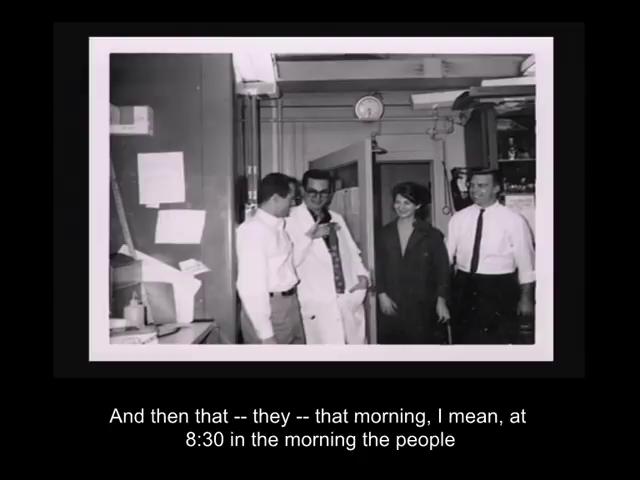 And then that -- they -- that morning, I mean, at
8:30 in the morning the people